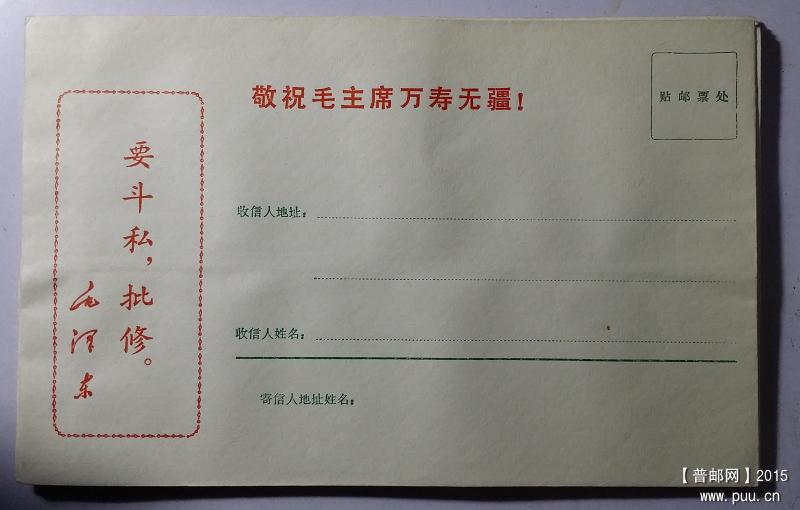 敬祝毛主席万寿无疆！
贴邮票处
要斗私，批修。
毛泽东
收信人地址：
收信人姓名：
寄信人地址姓名：
【普邮网】2015
www.puu.cn